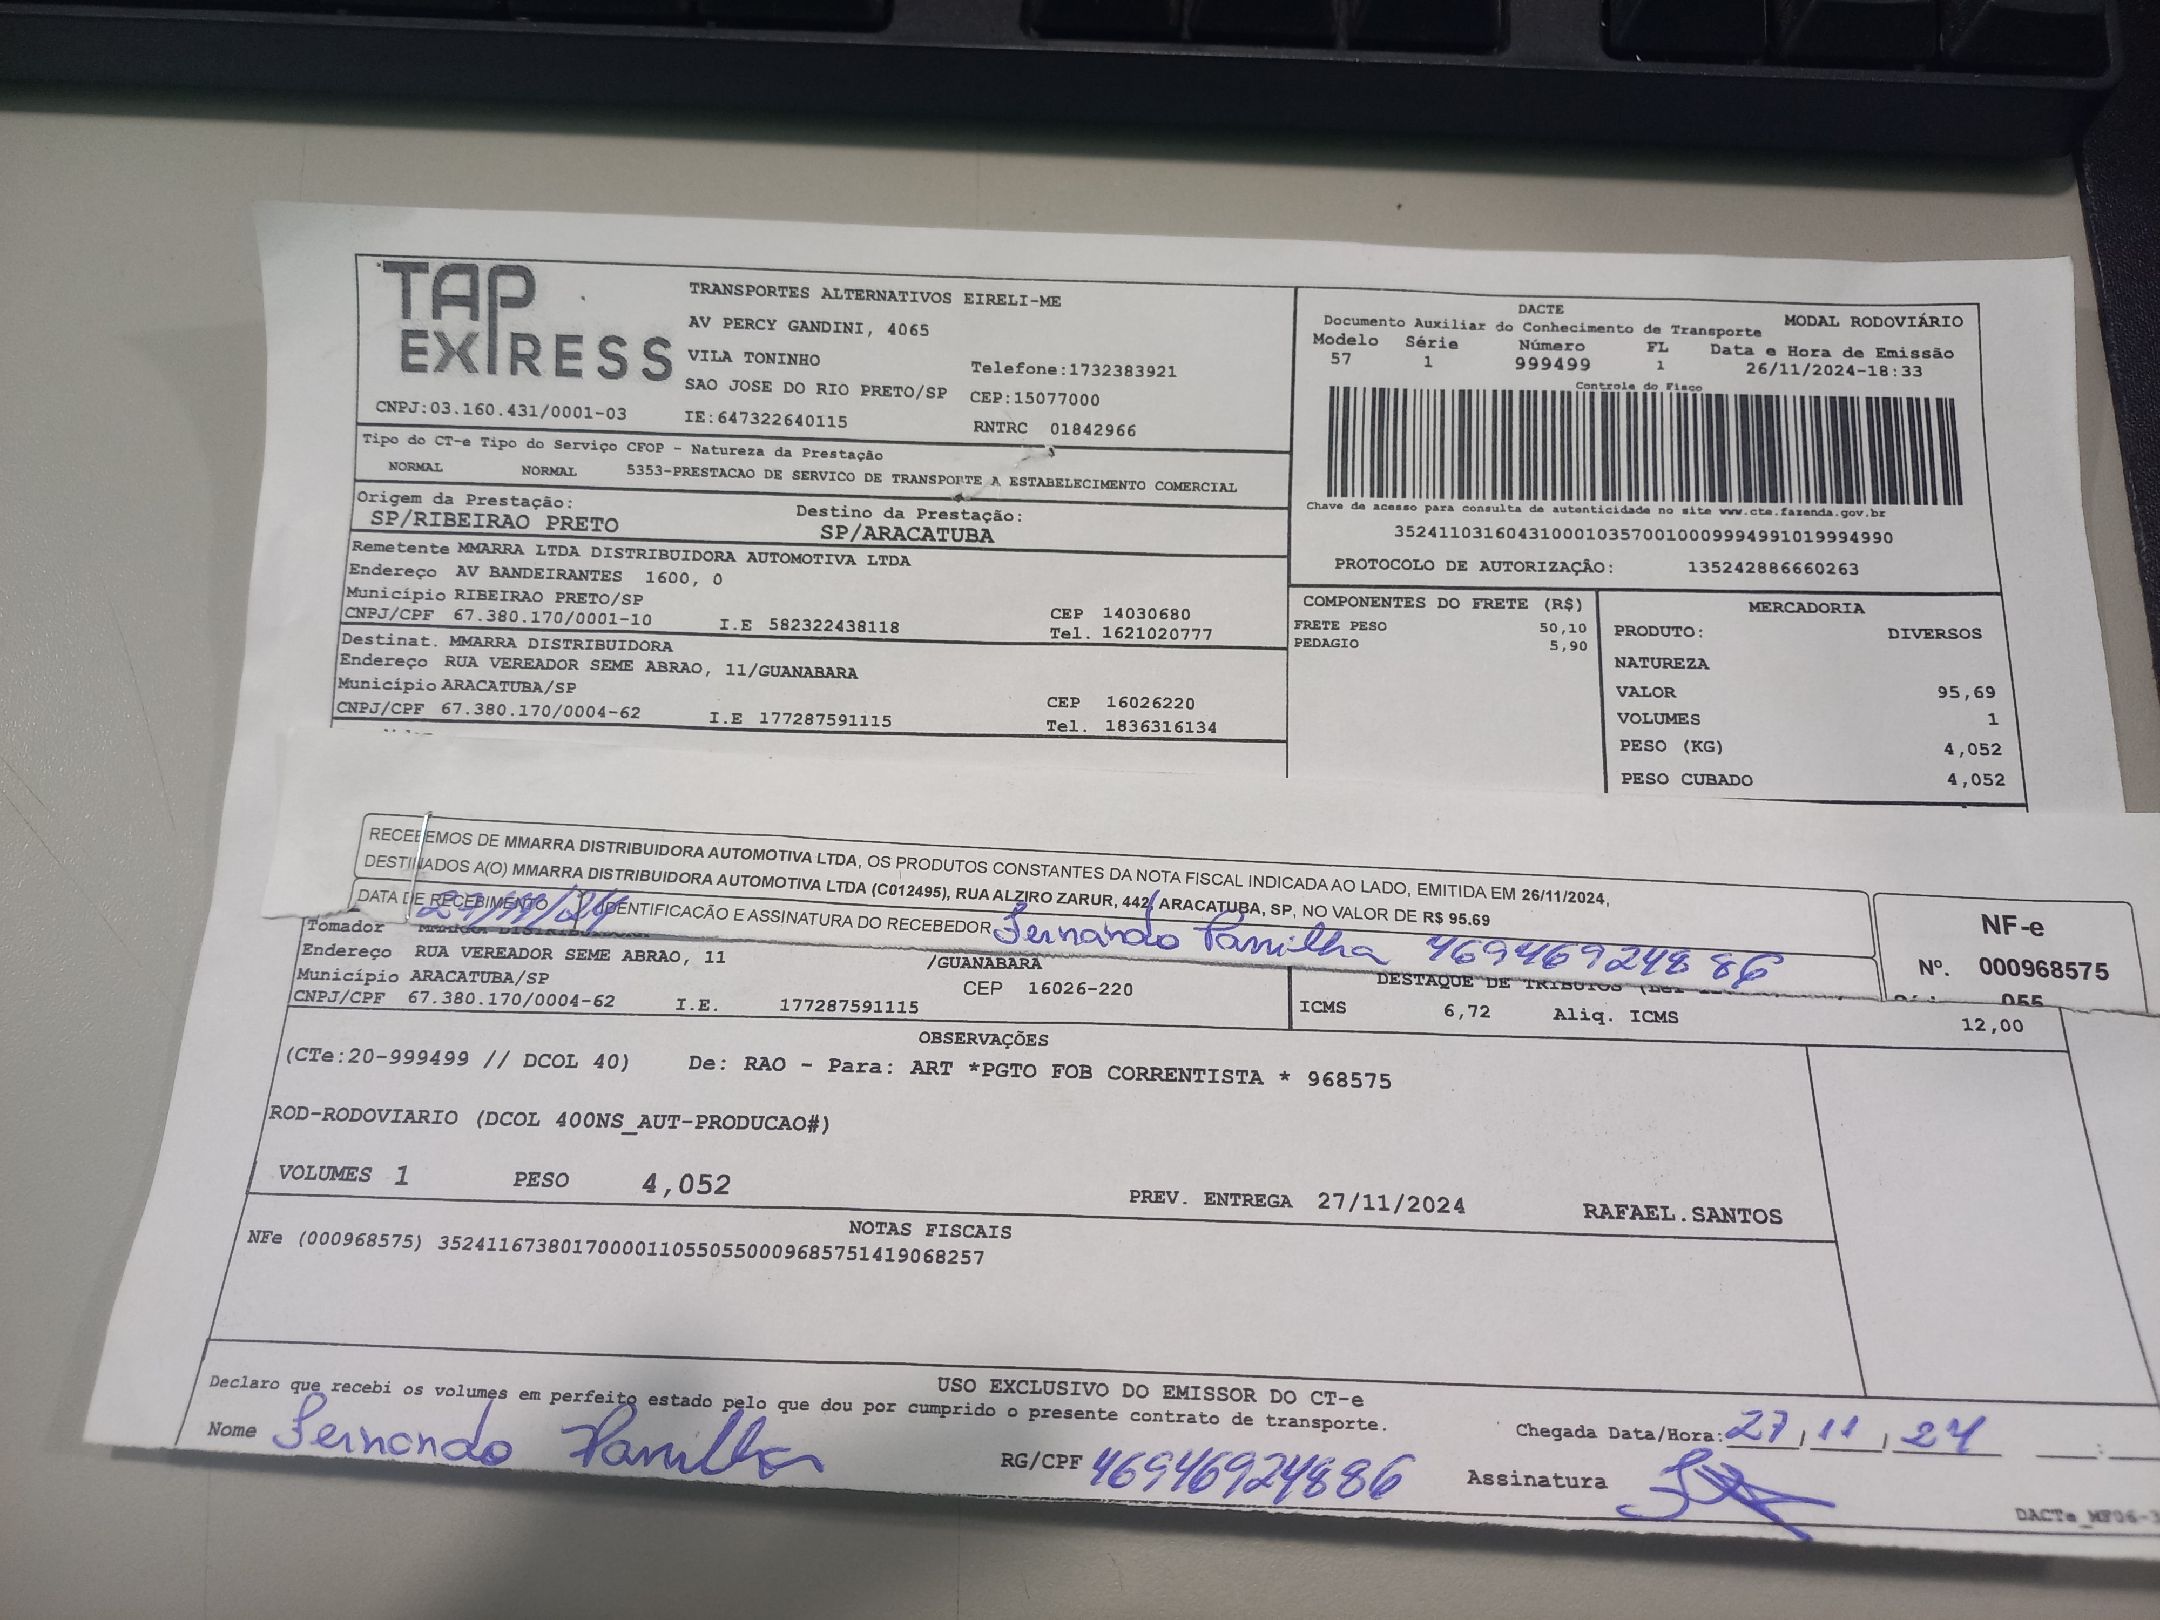 TAP
EXPRESS
TRANSPORTES ALTERNATIVOS EIRELI-ME
AV PERCY GANDINI, 4065
VILA TONINHO Telefone:1732383921
SAO JOSE DO RIO PRETO/SP CEP:15077000
CNPJ:03.160.431/0001-03 IE:647322640115 RNTRC 01842966
DACTE
Documento Auxiliar do Conhecimento de Transporte MODAL RODOVIÁRIO
Modelo Série Número FL Data e Hora de Emissão
57 1 999499 1 26/11/2024-18:33
Controle do Fisco
Chave de acesso para consulta de autenticidade no site www.cte.fazenda.gov.br
35241103160431000103570010009994991019994990
PROTOCOLO DE AUTORIZAÇÃO: 135242886660263
Tipo do CT-e Tipo do Serviço CFOP - Natureza da Prestação
NORMAL NORMAL 5353-PRESTACAO DE SERVICO DE TRANSPORTE A ESTABELECIMENTO COMERCIAL
Origem da Prestação: Destino da Prestação:
SP/RIBEIRAO PRETO SP/ARACATUBA
Remetente MMARRA LTDA DISTRIBUIDORA AUTOMOTIVA LTDA
Endereço AV BANDEIRANTES 1600, 0
Município RIBEIRAO PRETO/SP CEP 14030680
CNPJ/CPF 67.380.170/0001-10 I.E 582322438118 Tel. 1621020777
Destinat. MMARRA DISTRIBUIDORA
Endereço RUA VEREADOR SEME ABRAO, 11/GUANABARA
Município ARACATUBA/SP CEP 16026220
CNPJ/CPF 67.380.170/0004-62 I.E 177287591115 Tel. 1836316134
COMPONENTES DO FRETE (R$)
FRETE PESO 50,10
PEDAGIO 5,90
MERCADORIA
PRODUTO: DIVERSOS
NATUREZA
VALOR 95,69
VOLUMES 1
PESO (KG) 4,052
PESO CUBADO 4,052
RECEBEMOS DE MMARRA DISTRIBUIDORA AUTOMOTIVA LTDA, OS PRODUTOS CONSTANTES DA NOTA FISCAL INDICADA AO LADO, EMITIDA EM 26/11/2024,
DESTINADOS A(O) MMARRA DISTRIBUIDORA AUTOMOTIVA LTDA (C012495), RUA ALZIRO ZARUR, 442, ARACATUBA, SP, NO VALOR DE R$ 95.69
DATA DE RECEBIMENTO 27/11/24 IDENTIFICAÇÃO E ASSINATURA DO RECEBEDOR Fernando 46946924886
NF-e
Nº. 000968575
055
Tomador
Endereço RUA VEREADOR SEME ABRAO, 11 /GUANABARA
Município ARACATUBA/SP CEP 16026-220
CNPJ/CPF 67.380.170/0004-62 I.E. 177287591115
DESTAQUE DE TRIBUTOS
ICMS 6,72 Aliq. ICMS 12,00
OBSERVAÇÕES
(CTe:20-999499 // DCOL 40) De: RAO - Para: ART *PGTO FOB CORRENTISTA * 968575
ROD-RODOVIARIO (DCOL 400NS_AUT-PRODUCAO#)
VOLUMES 1 PESO 4,052 PREV. ENTREGA 27/11/2024 RAFAEL.SANTOS
NOTAS FISCAIS
NFe (000968575) 35241167380170000110550550009685751419068257
USO EXCLUSIVO DO EMISSOR DO CT-e
Declaro que recebi os volumes em perfeito estado pelo que dou por cumprido o presente contrato de transporte.
Nome Fernando RG/CPF 46946924886 Chegada Data/Hora: 27/11/24 :
Assinatura